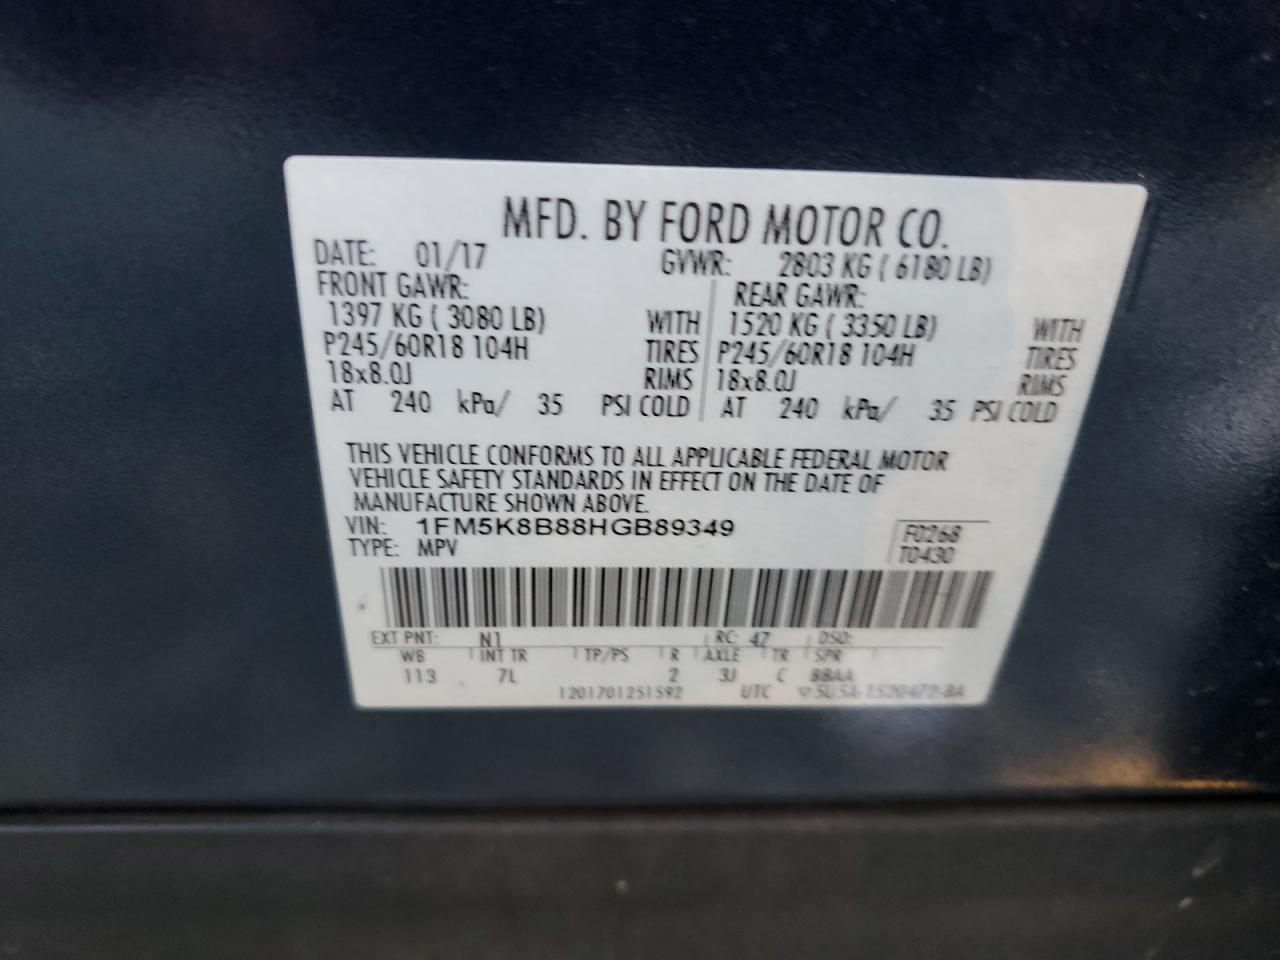 MFD. BY FORD MOTOR CO.
DATE: 01/17 GVWR: 2803 KG ( 6180 LB)
FRONT GAWR: REAR GAWR:
1397 KG ( 3080 LB) WITH 1520 KG ( 3350 LB) WITH
P245/60R18 104H TIRES P245/60R18 104H TIRES
18x8.0J RIMS 18x8.0J RIMS
AT 240 kPa/ 35 PSI COLD AT 240 kPa/ 35 PSI COLD
THIS VEHICLE CONFORMS TO ALL APPLICABLE FEDERAL MOTOR
VEHICLE SAFETY STANDARDS IN EFFECT ON THE DATE OF
MANUFACTURE SHOWN ABOVE.
VIN: 1FM5K8B88HGB89349 F0268
TYPE: MPV T0430
EXT PNT: N1 RC: 47 DSO:
WB INT TR TP/PS R AXLE TR SPR
113 7L 2 3J C BBAA
1201701251592 UTC ▽5U5A-1520472-BA